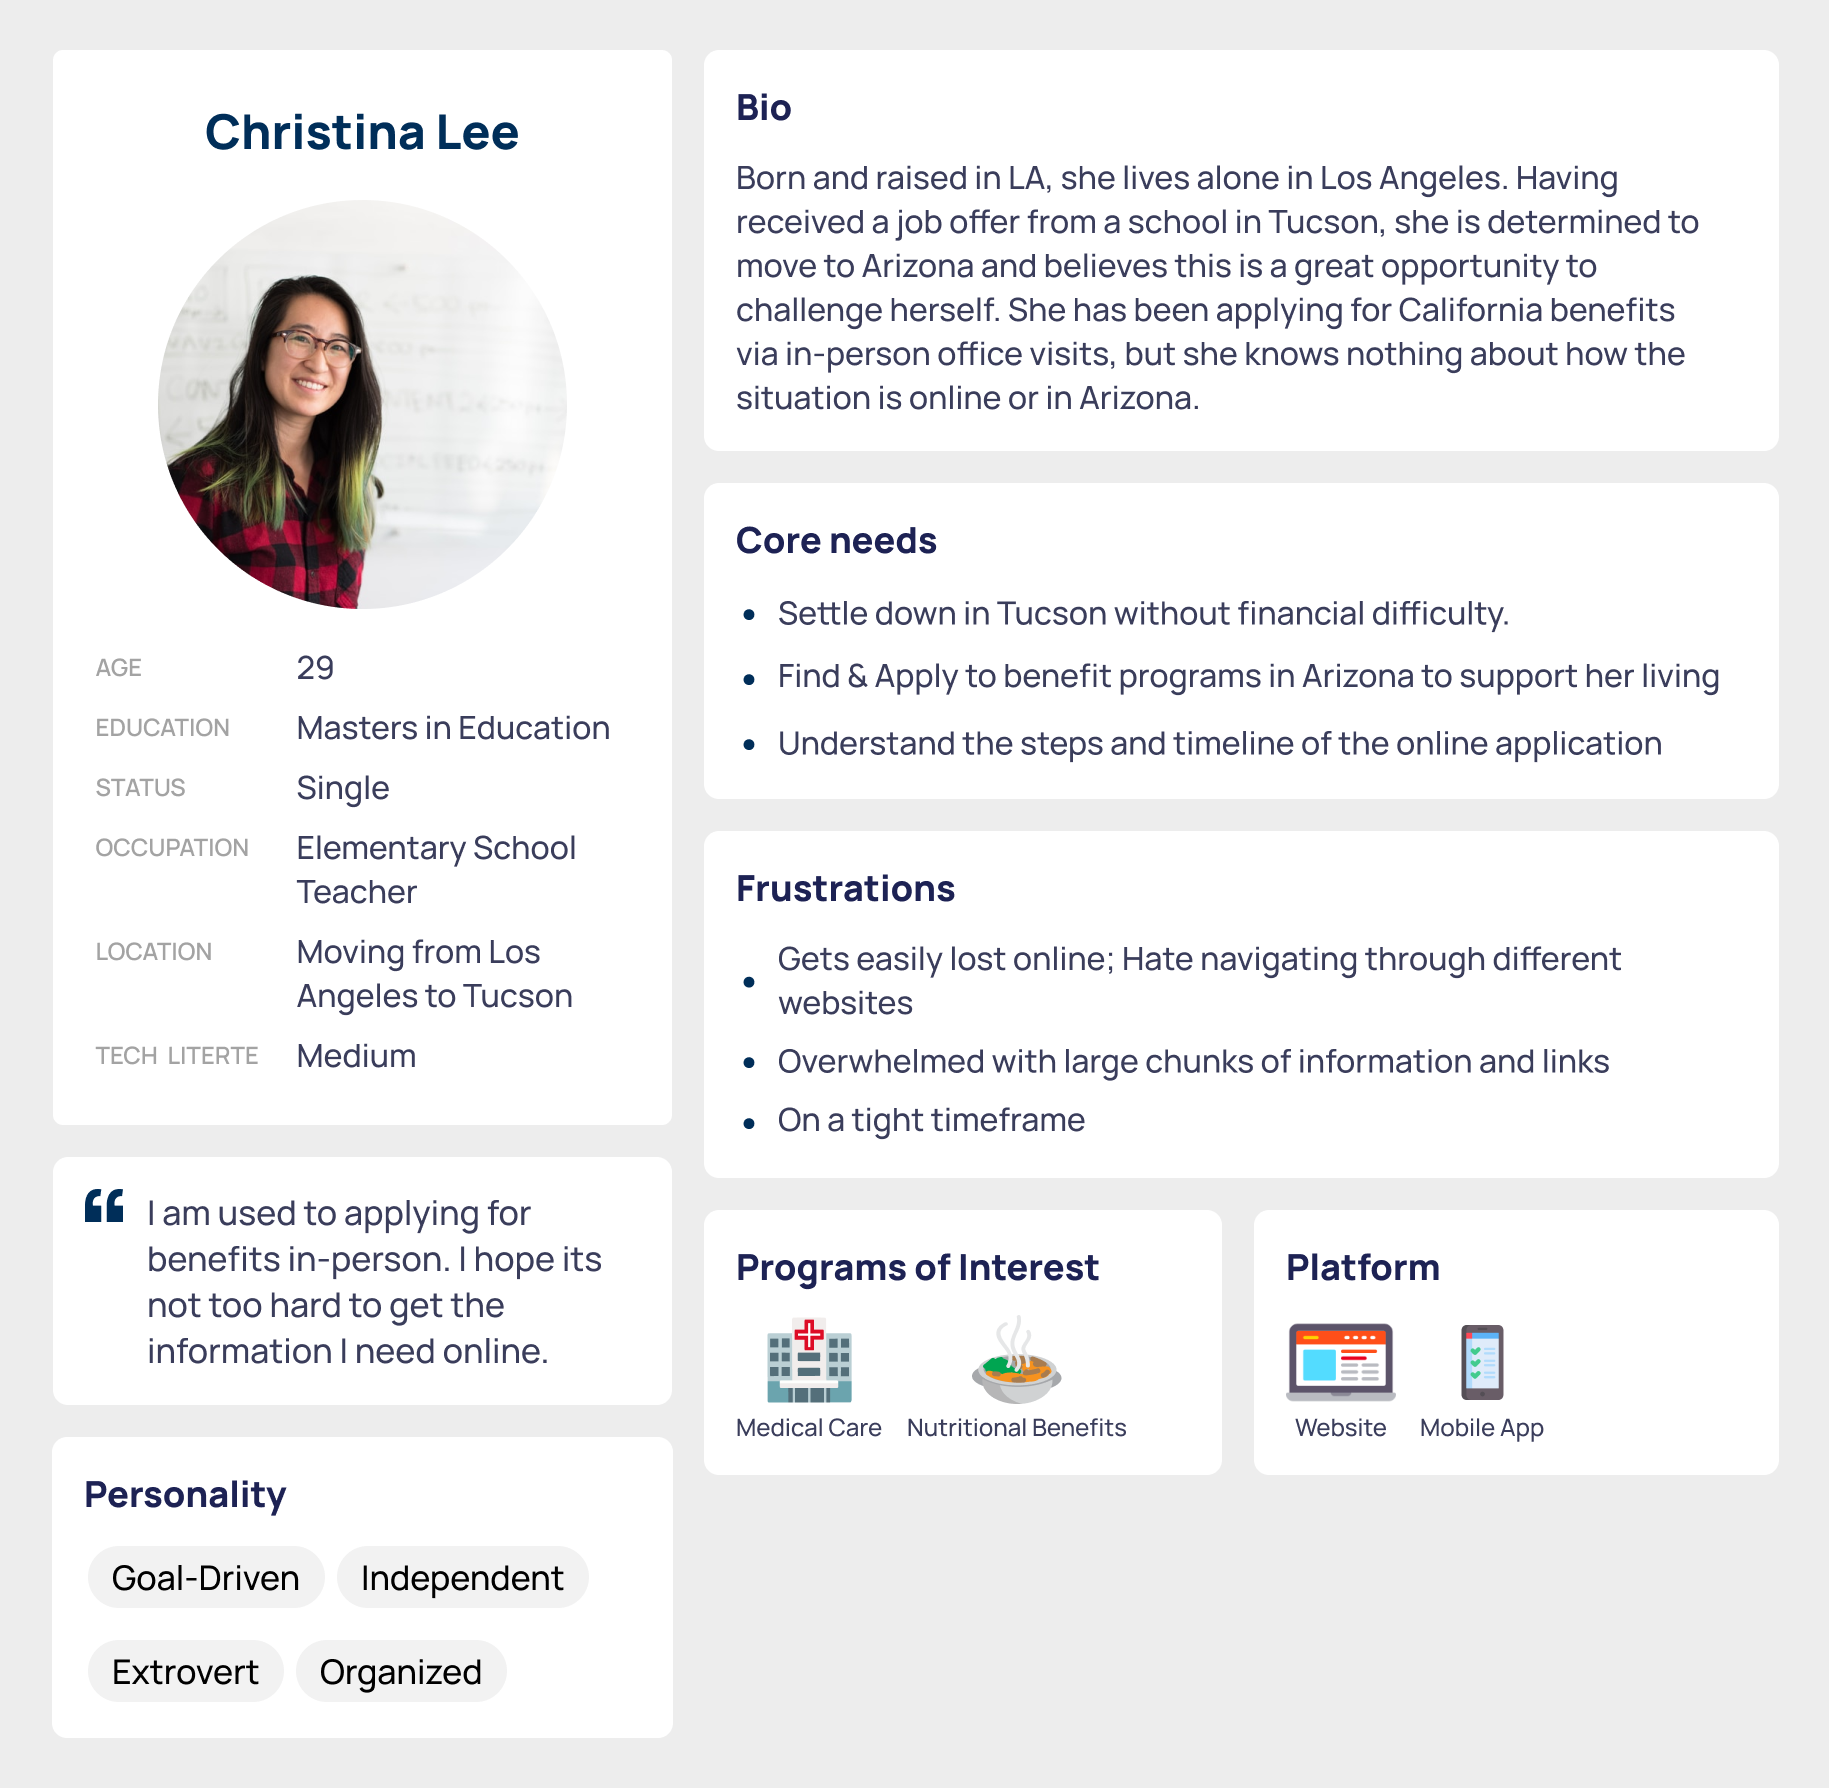 Christina Lee
AGE 29
EDUCATION Masters in Education
STATUS Single
OCCUPATION Elementary School
Teacher
LOCATION Moving from Los
Angeles to Tucson
TECH LITERTE Medium
“ I am used to applying for
benefits in-person. I hope its
not too hard to get the
information I need online.
Personality
Goal-Driven Independent
Extrovert Organized
Bio
Born and raised in LA, she lives alone in Los Angeles. Having
received a job offer from a school in Tucson, she is determined to
move to Arizona and believes this is a great opportunity to
challenge herself. She has been applying for California benefits
via in-person office visits, but she knows nothing about how the
situation is online or in Arizona.
Core needs
• Settle down in Tucson without financial difficulty.
• Find & Apply to benefit programs in Arizona to support her living
• Understand the steps and timeline of the online application
Frustrations
• Gets easily lost online; Hate navigating through different
websites
• Overwhelmed with large chunks of information and links
• On a tight timeframe
Programs of Interest
Medical Care Nutritional Benefits
Platform
Website Mobile App